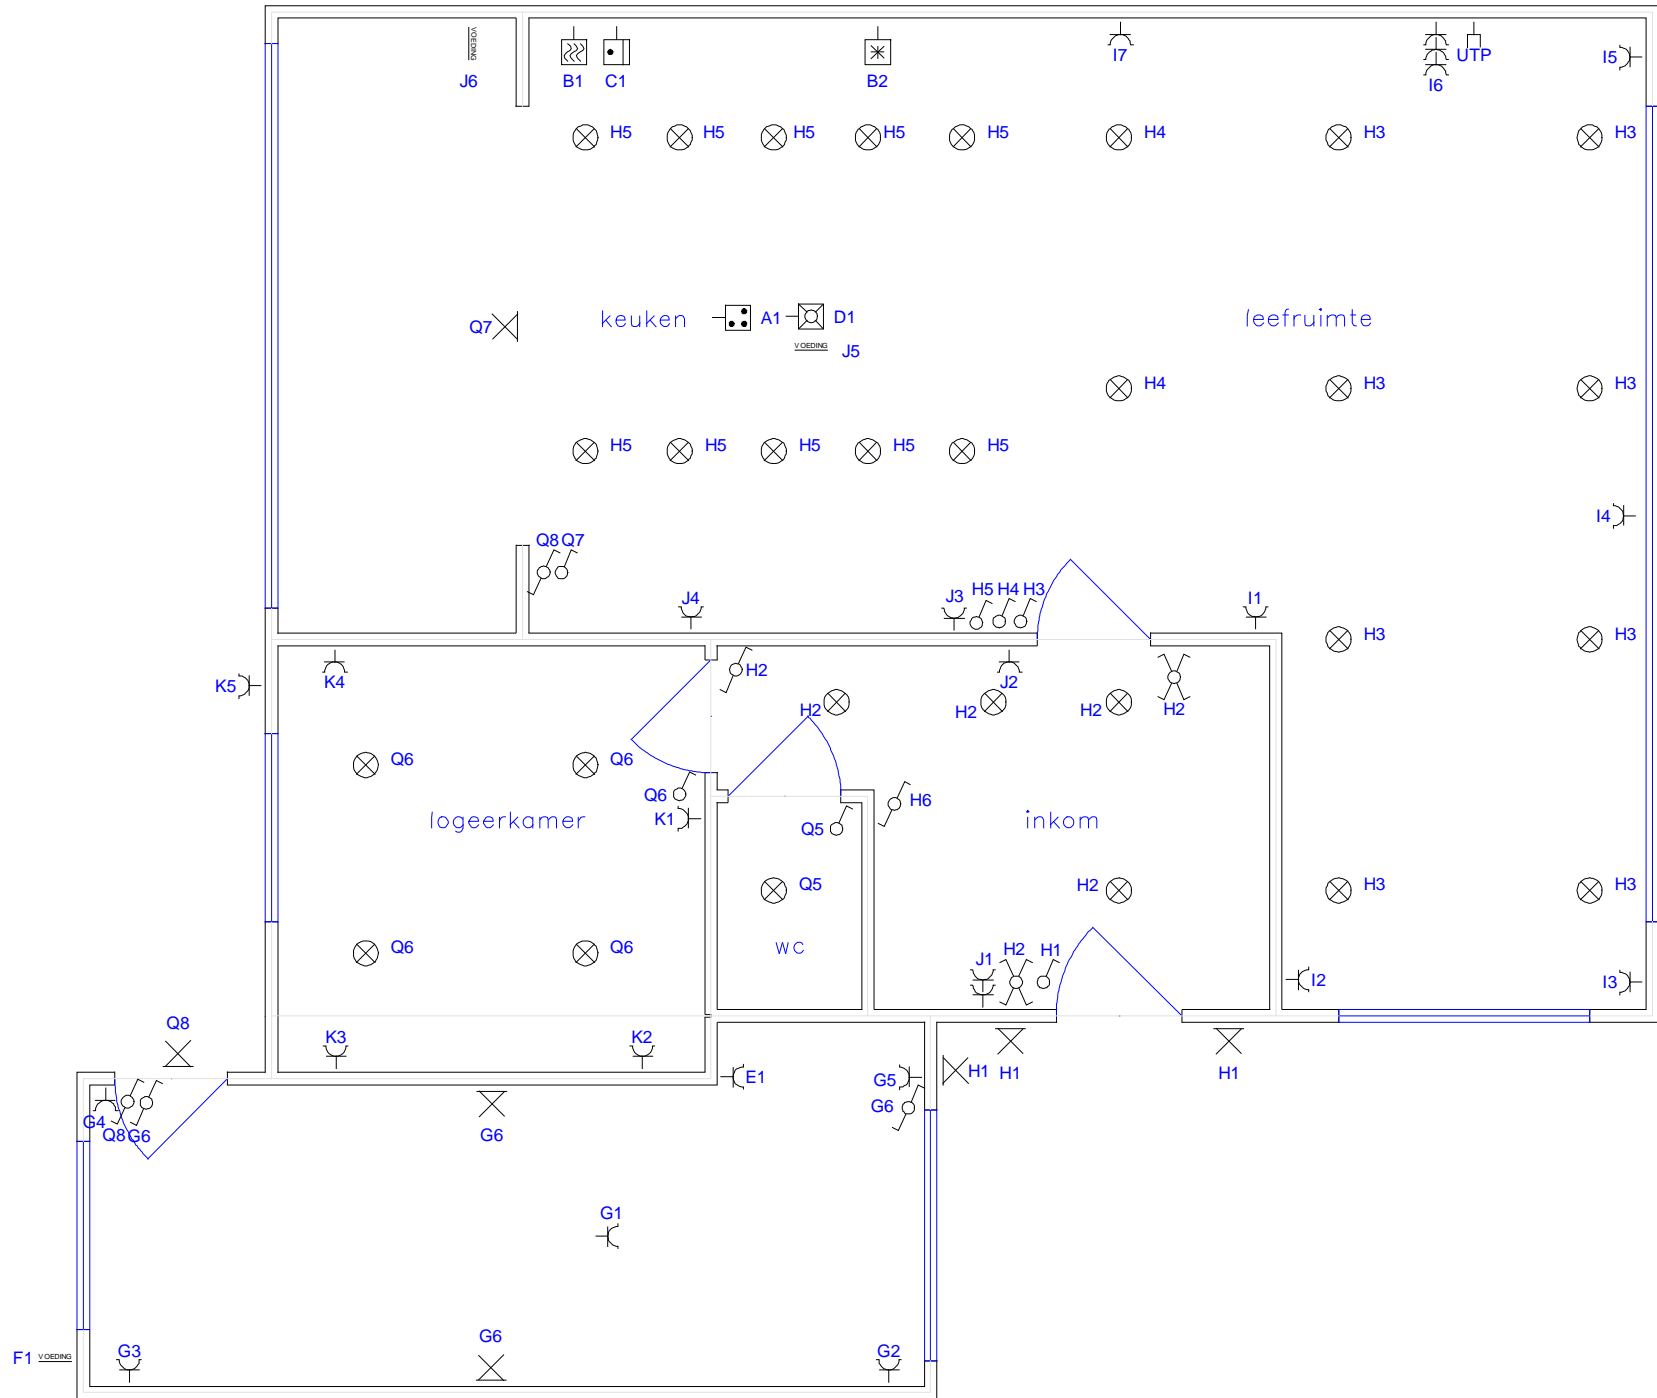 VOEDING
J6
B1
C1
B2
I7
UTP
I6
I5
H5 H5 H5 H5 H5 H4 H3 H3
Q7
keuken
A1
D1
VOEDING
J5
leefruimte
H4 H3 H3
H5 H5 H5 H5 H5
I4
Q8 Q7
J4
J3
H5 H4 H3
I1
H3 H3
K5
K4
H2
J2
H2
H2
H2
H2
Q6
Q6
Q6
K1
logeerkamer
H6
Q5
inkom
Q5
H2
H3 H3
Q6
Q6
WC
J1
H2
H1
I2
I3
Q8
K3
K2
E1
G5
G6
H1
H1
H1
G4
Q8 G6
G6
G1
G6
F1
VOEDING
G3
G2